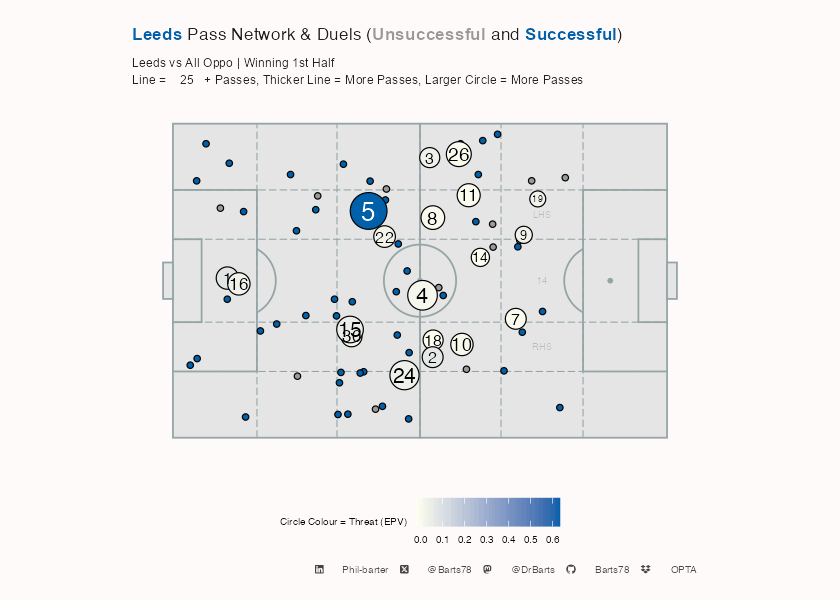 Leeds Pass Network & Duels (Unsuccessful and Successful)
Leeds vs All Oppo | Winning 1st Half
Line = 25 + Passes, Thicker Line = More Passes, Larger Circle = More Passes
3
26
11
19
5
8
LHS
22
9
14
1
16
14
4
7
15
30
18
10
RHS
2
24
Circle Colour = Threat (EPV)
0.0 0.1 0.2 0.3 0.4 0.5 0.6
Phil-barter @Barts78 @DrBarts Barts78 OPTA